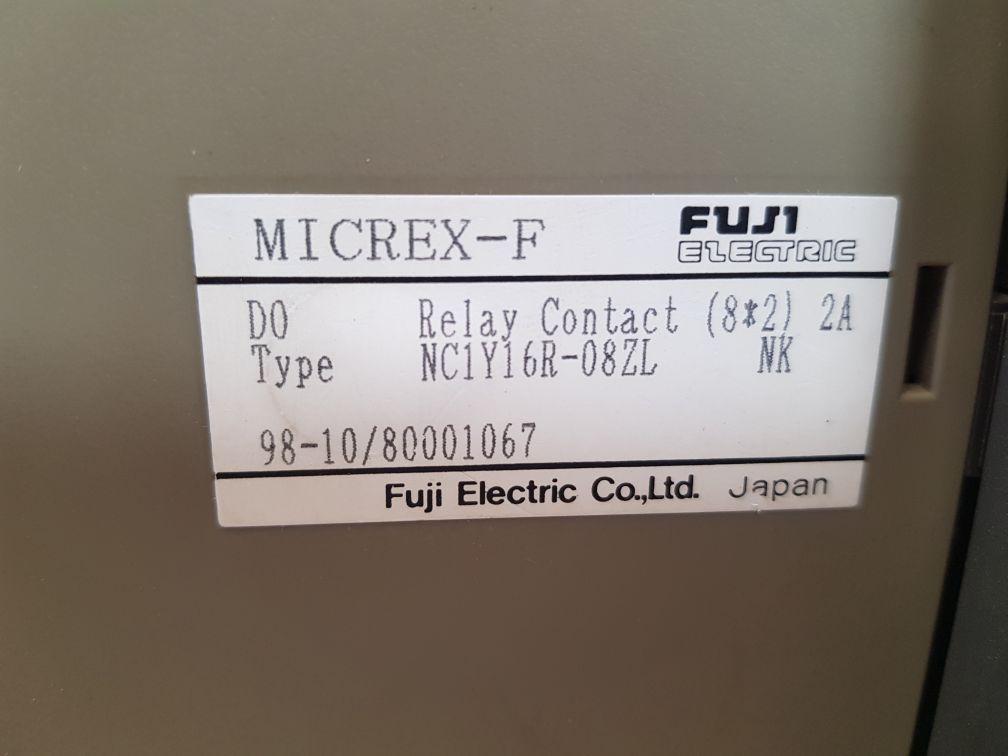 MICREX-F FUJI
ELECTRIC
DO Relay Contact (8*2) 2A
Type NC1Y16R-08ZL NK
98-10/80001067
Fuji Electric Co.,Ltd. Japan